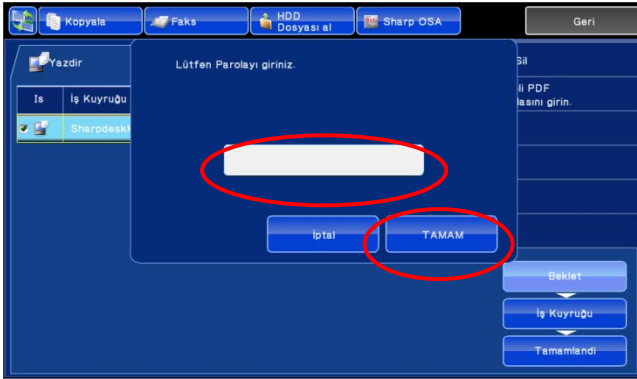 Kopyala
Faks
HDD
Dosyası al
Sharp OSA
Geri
Yazdir
Lütfen Parolayı giriniz.
Sil
li PDF
lasını girin.
Is
İş Kuyruğu
Sharpdesk
İptal
TAMAM
Beklet
İş Kuyruğu
Tamamlandi